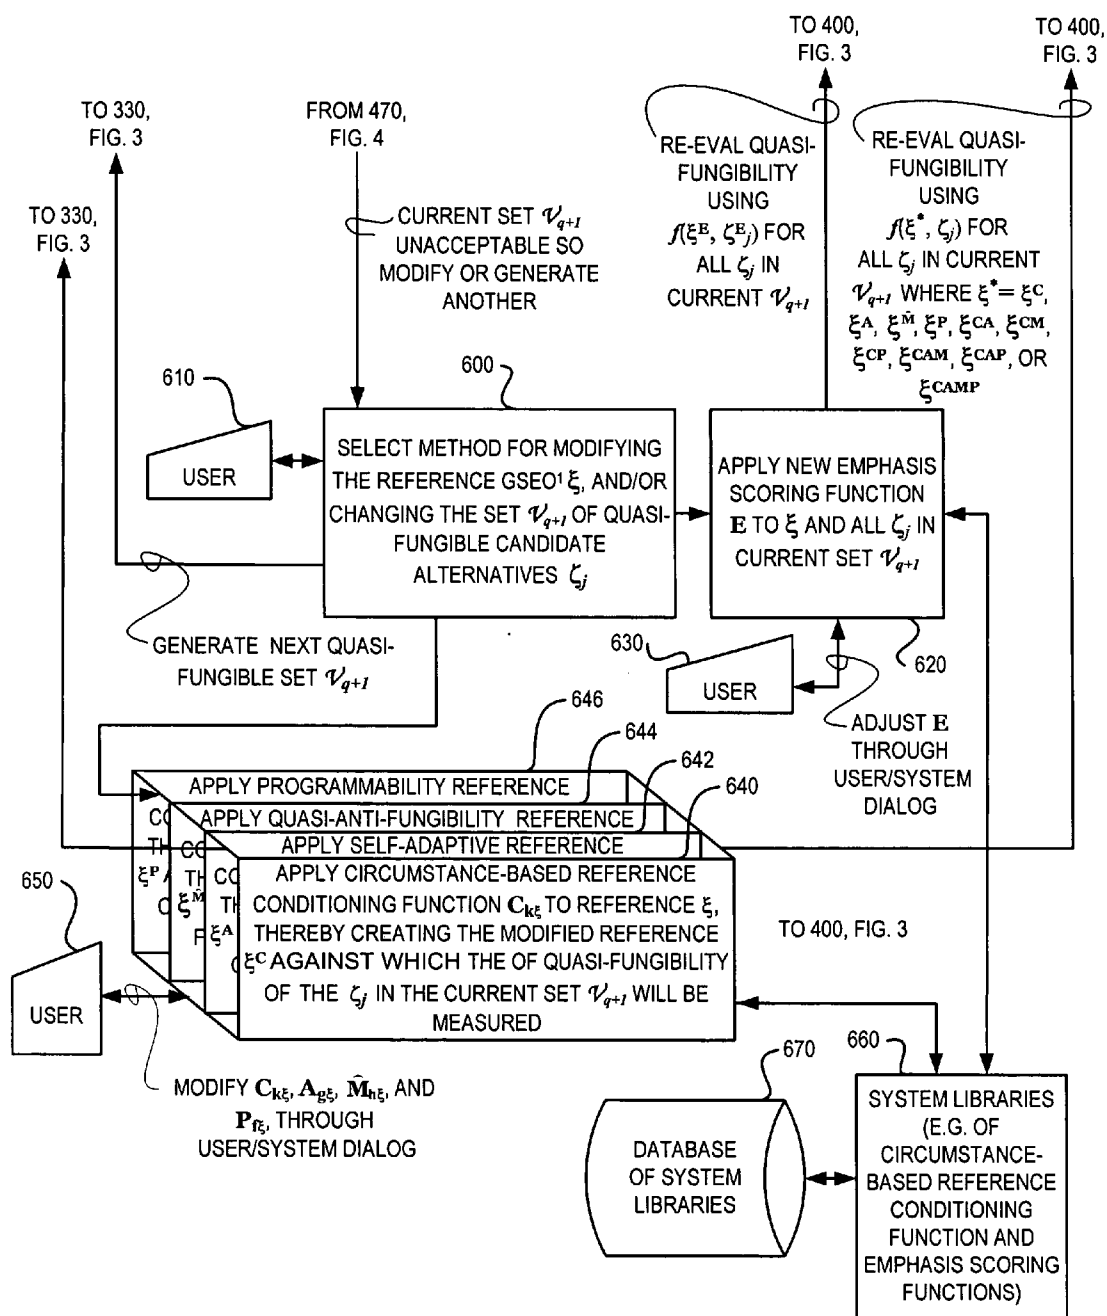 TO 400,
FIG. 3
TO 400,
FIG. 3
TO 330,
FIG. 3
FROM 470,
FIG. 4
TO 330,
FIG. 3
CURRENT SET 𝒱q+1
UNACCEPTABLE SO
MODIFY OR GENERATE
ANOTHER
RE-EVAL QUASI-
FUNGIBILITY
USING
f(ξᴱ, ζᴱj) FOR
ALL ζj IN
CURRENT 𝒱q+1
RE-EVAL QUASI-
FUNGIBILITY
USING
f(ξ*, ζj) FOR
ALL ζj IN CURRENT
𝒱q+1 WHERE ξ* = ξC,
ξA, ξM̂, ξP, ξCA, ξCM,
ξCP, ξCAM, ξCAP, OR
ξCAMP
610
USER
600
SELECT METHOD FOR MODIFYING
THE REFERENCE GSEO¹ ξ, AND/OR
CHANGING THE SET 𝒱q+1 OF QUASI-
FUNGIBLE CANDIDATE
ALTERNATIVES ζj
APPLY NEW EMPHASIS
SCORING FUNCTION
E TO ξ AND ALL ζj IN
CURRENT SET 𝒱q+1
620
GENERATE NEXT QUASI-
FUNGIBLE SET 𝒱q+1
630
USER
ADJUST E
THROUGH
USER/SYSTEM
DIALOG
646
644
642
640
APPLY PROGRAMMABILITY REFERENCE
APPLY QUASI-ANTI-FUNGIBILITY REFERENCE
APPLY SELF-ADAPTIVE REFERENCE
APPLY CIRCUMSTANCE-BASED REFERENCE
CONDITIONING FUNCTION Ckξ TO REFERENCE ξ,
THEREBY CREATING THE MODIFIED REFERENCE
ξC AGAINST WHICH THE OF QUASI-FUNGIBILITY
OF THE ζj IN THE CURRENT SET 𝒱q+1 WILL BE
MEASURED
ξP
ξM̂
ξA
TO 400, FIG. 3
650
USER
MODIFY Ckξ, Agξ, M̂hξ, AND
Pfξ, THROUGH
USER/SYSTEM DIALOG
670
DATABASE
OF SYSTEM
LIBRARIES
660
SYSTEM LIBRARIES
(E.G. OF
CIRCUMSTANCE-
BASED REFERENCE
CONDITIONING
FUNCTION AND
EMPHASIS SCORING
FUNCTIONS)